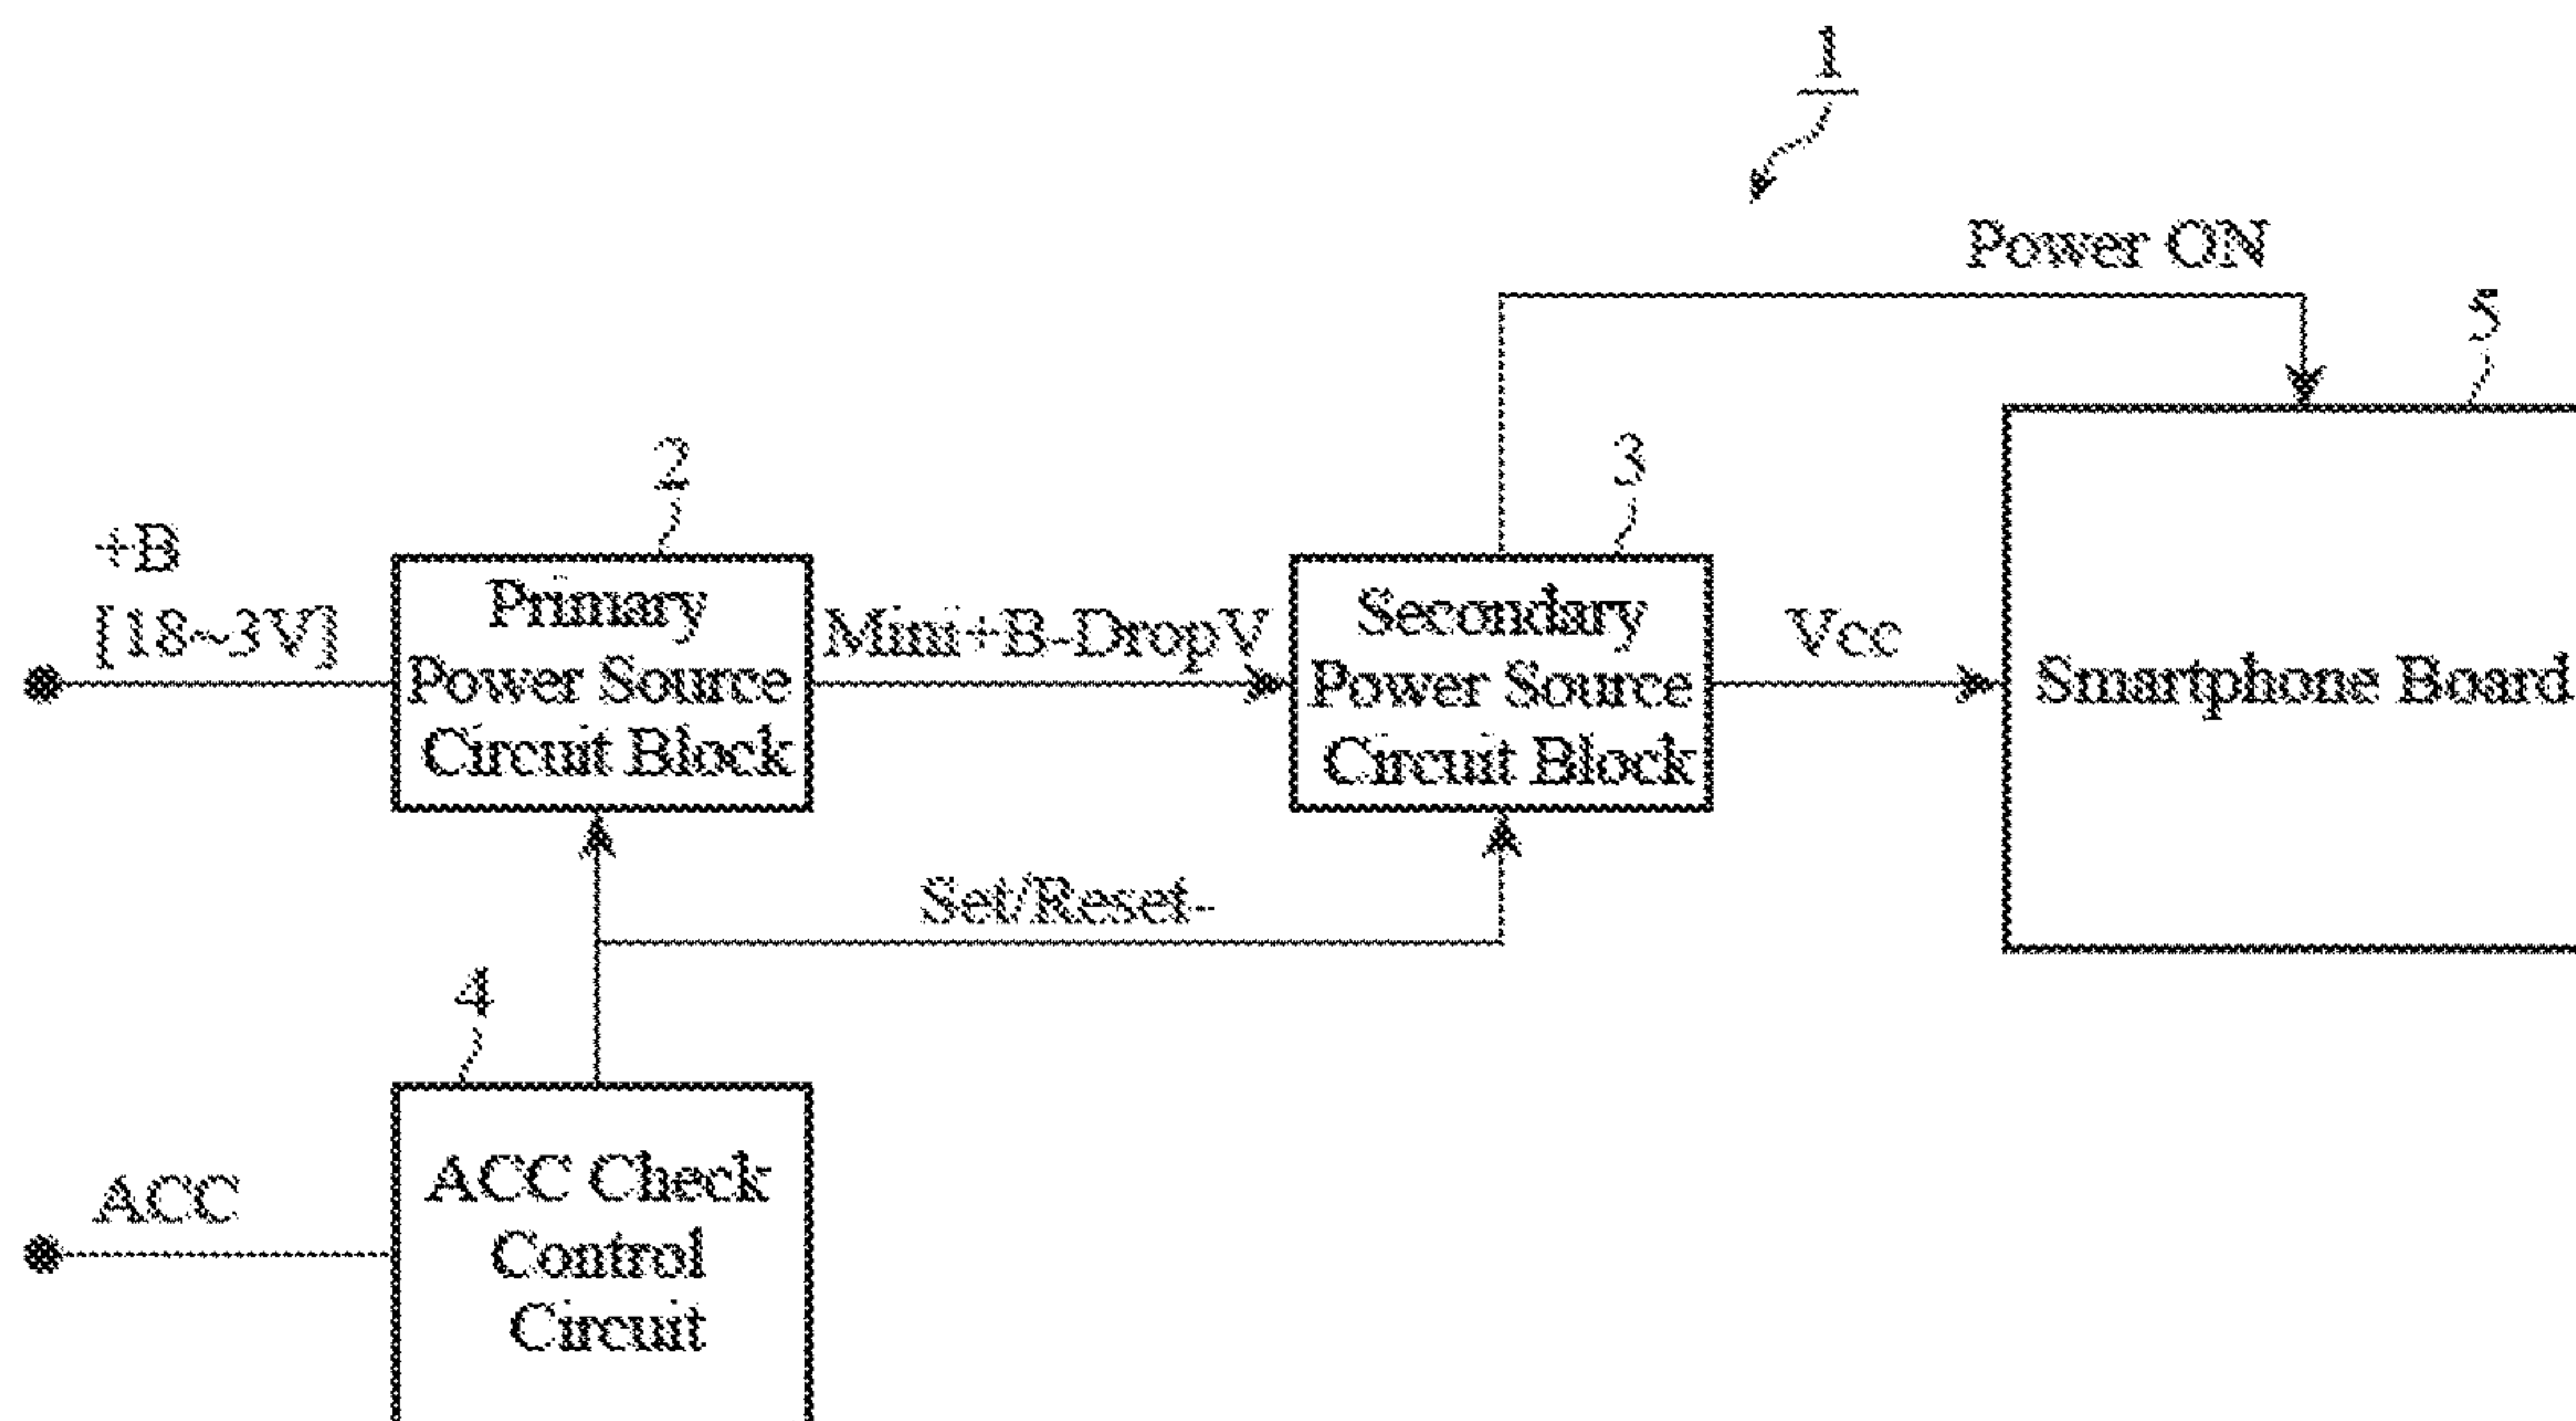 1
Power ON
5
2
3
+B
[18~3V]
Primary
Power Source
Circuit Block
Mini+B-DropV
Secondary
Power Source
Circuit Block
Vcc
Smartphone Board
Set/Reset-
4
ACC
ACC Check
Control
Circuit